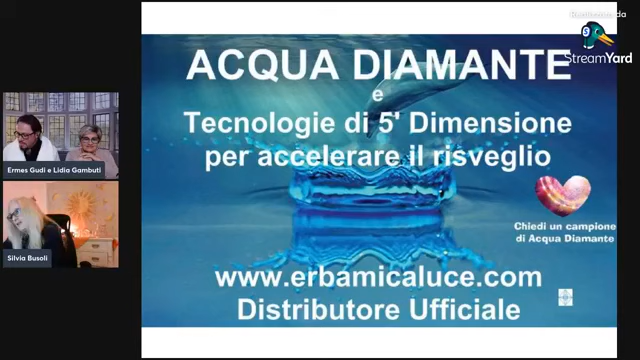 StreamYard
ACQUA DIAMANTE
e
Tecnologie di 5' Dimensione
per accelerare il risveglio
Chiedi un campione
di Acqua Diamante
www.erbamicaluce.com
Distributore Ufficiale
Ermes Gudi e Lidia Gambuti
Silvia Busoli